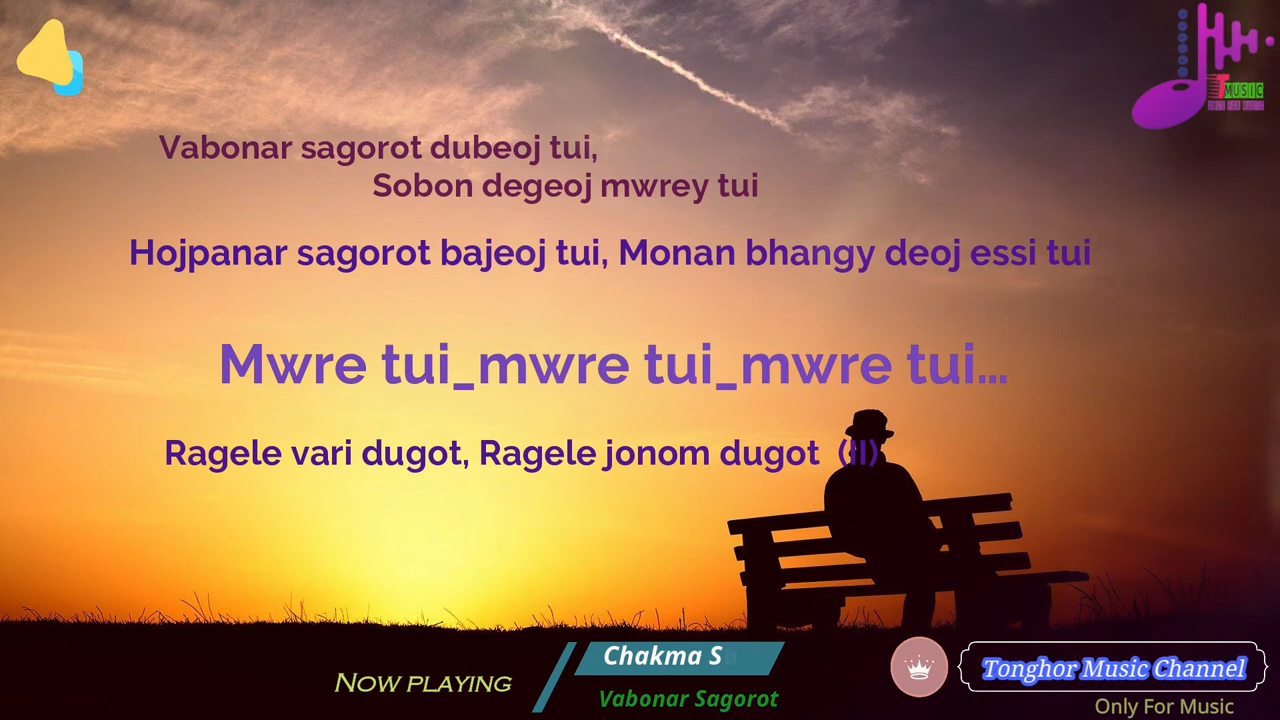 TMUSIC
Vabonar sagorot dubeoj tui,
Sobon degeoj mwrey tui
Hojpanar sagorot bajeoj tui, Monan bhangy deoj essi tui
Mwre tui_mwre tui_mwre tui...
Ragele vari dugot, Ragele jonom dugot (II)
NOW PLAYING
Chakma S
Vabonar Sagorot
Tonghor Music Channel
Only For Music